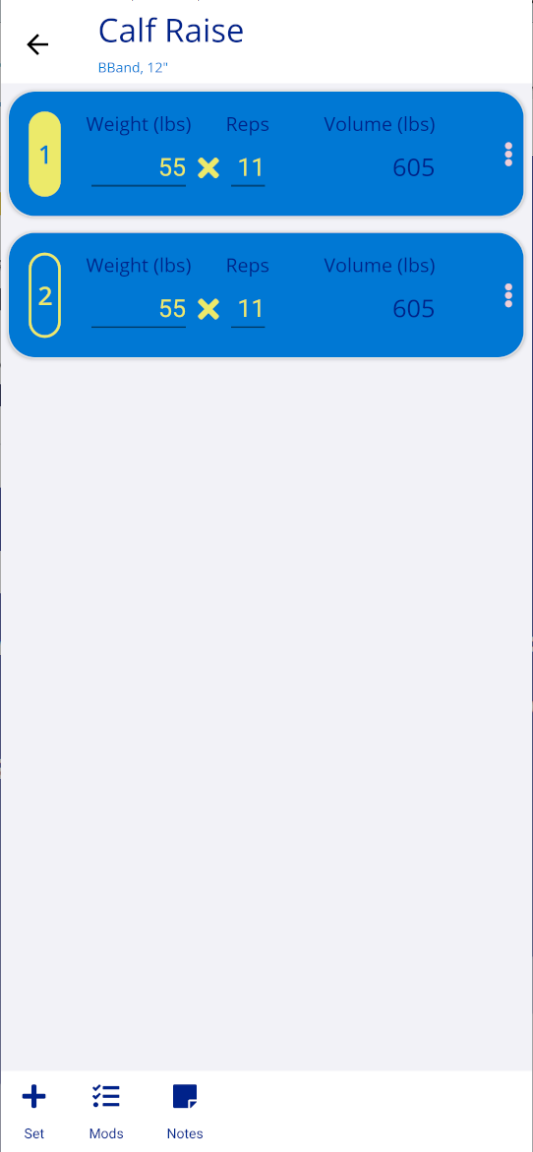 Calf Raise
BBand, 12"
Weight (lbs) Reps Volume (lbs)
1 55 × 11 605
Weight (lbs) Reps Volume (lbs)
2 55 × 11 605
Set Mods Notes